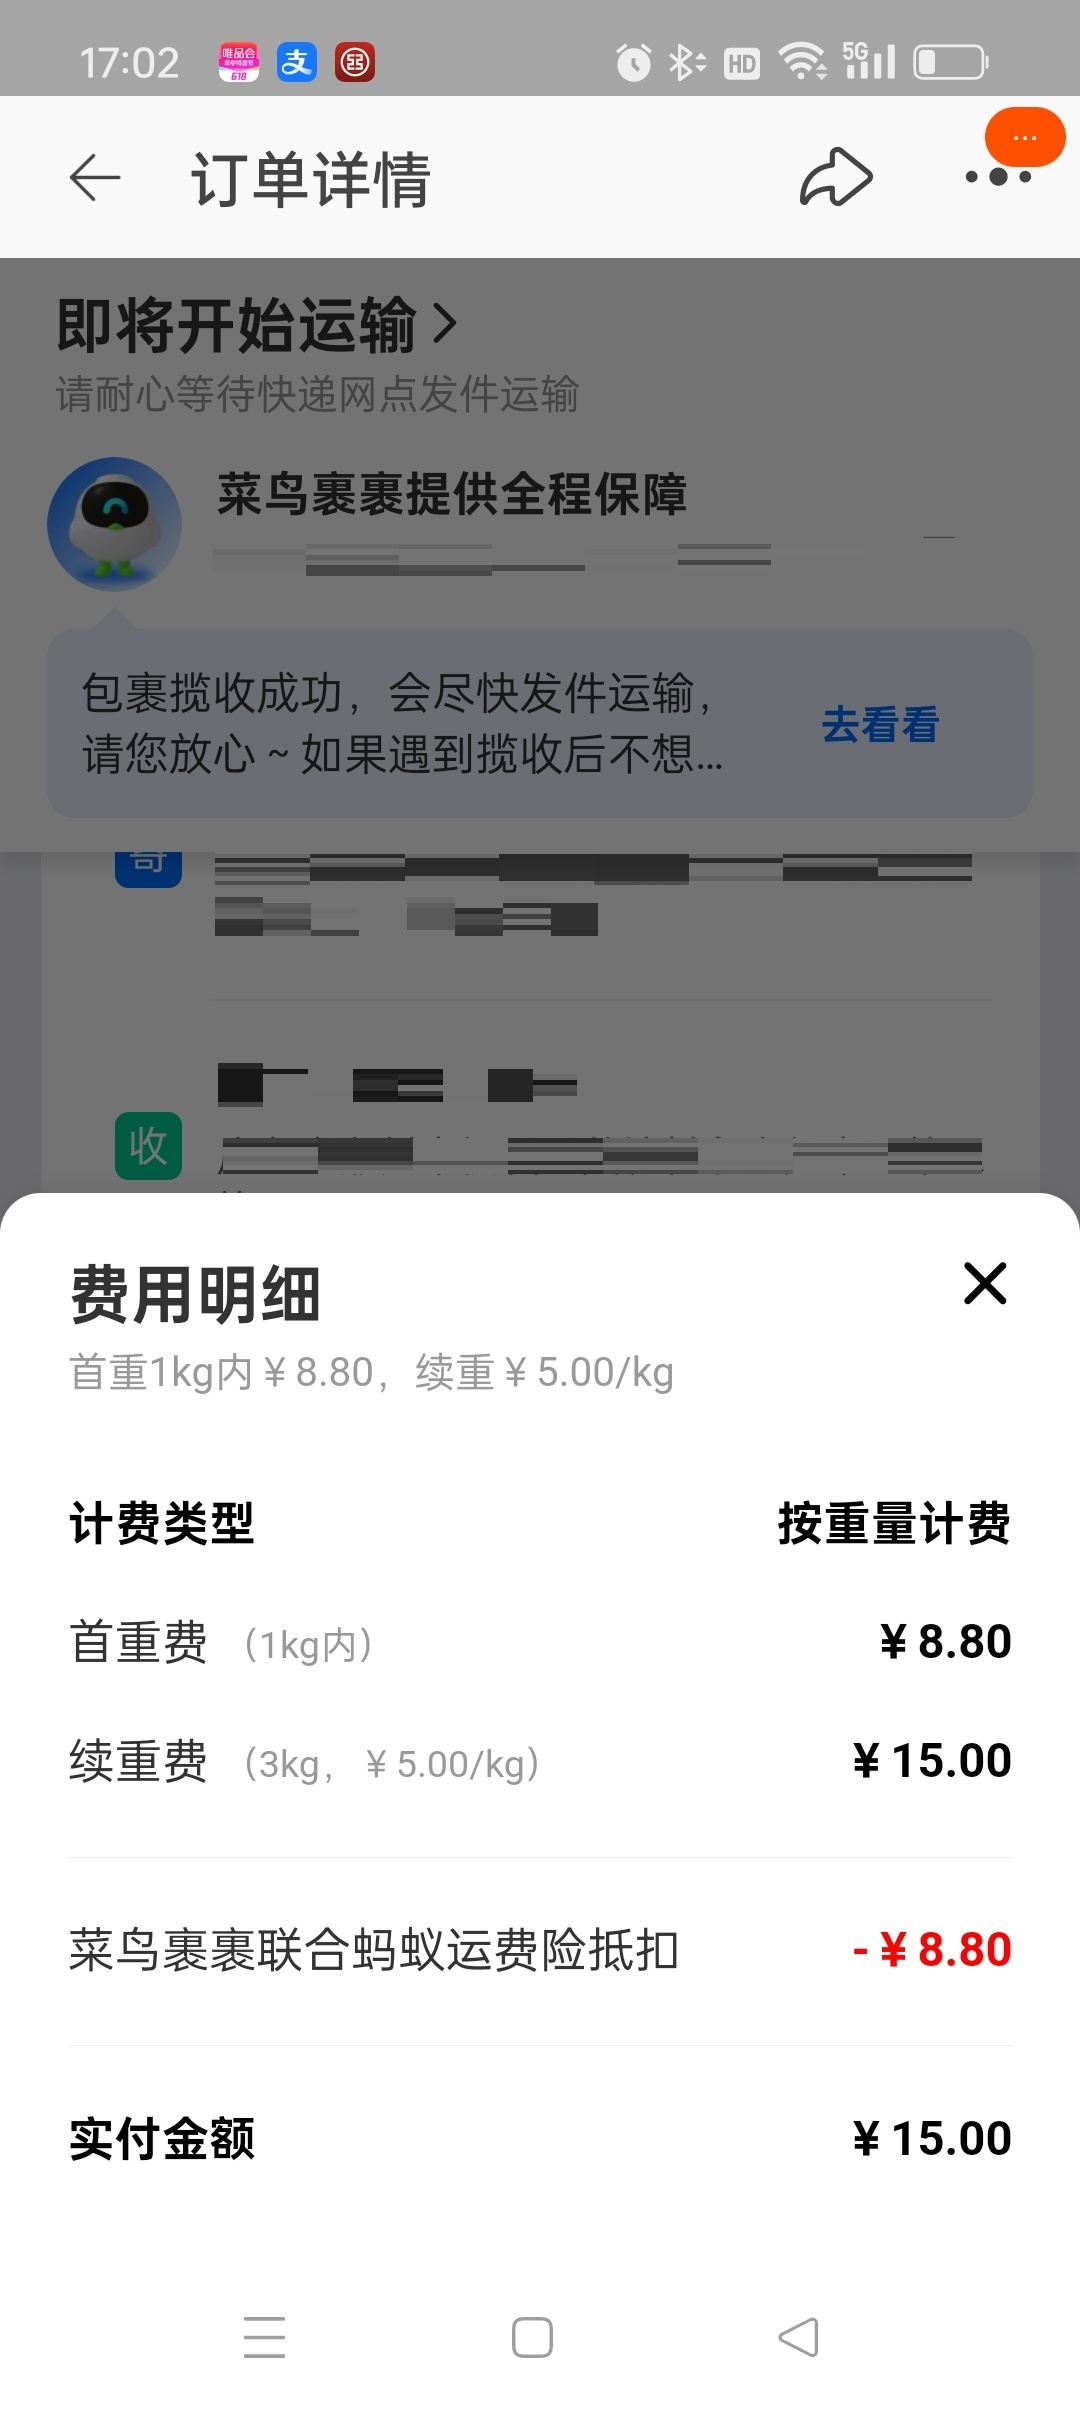 17:02
唯品会
618
支
HD
5G
订单详情
即将开始运输
请耐心等待快递网点发件运输
菜鸟裹裹提供全程保障
包裹揽收成功，会尽快发件运输，
请您放心～如果遇到揽收后不想...
去看看
寄
收
费用明细
首重1kg内￥8.80，续重￥5.00/kg
计费类型 按重量计费
首重费（1kg内） ￥8.80
续重费（3kg，￥5.00/kg） ￥15.00
菜鸟裹裹联合蚂蚁运费险抵扣 -￥8.80
实付金额 ￥15.00